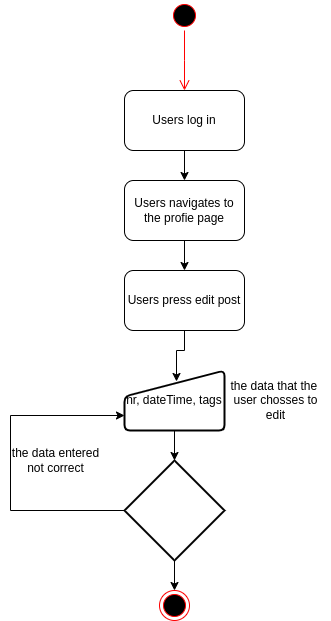 Users log in
Users navigates to
the profie page
Users press edit post
nr, dateTime, tags
the data that the
user chosses to
edit
the data entered
not correct